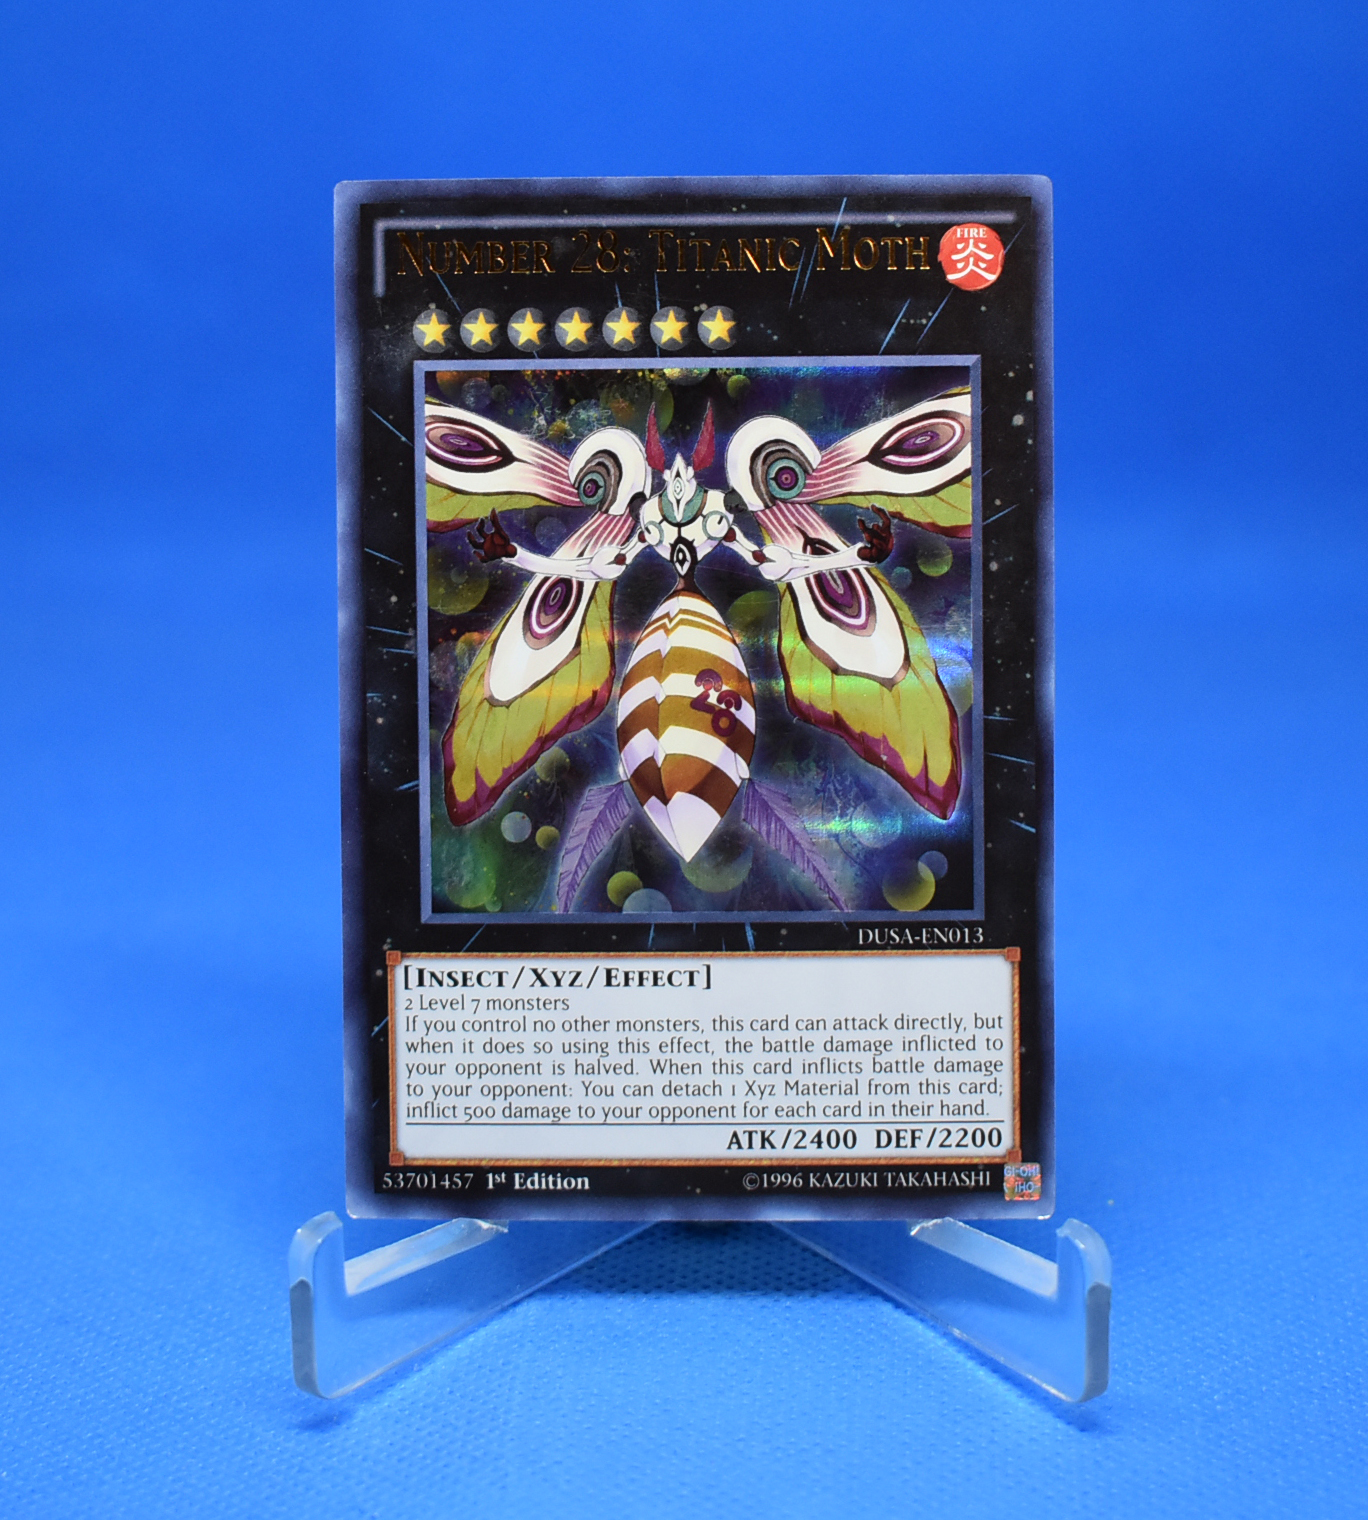 Number 28: Titanic Moth
FIRE
炎
28
DUSA-EN013
[Insect/Xyz/Effect]
2 Level 7 monsters
If you control no other monsters, this card can attack directly, but
when it does so using this effect, the battle damage inflicted to
your opponent is halved. When this card inflicts battle damage
to your opponent: You can detach 1 Xyz Material from this card;
inflict 500 damage to your opponent for each card in their hand.
ATK/2400 DEF/2200
53701457 1st Edition ©1996 KAZUKI TAKAHASHI